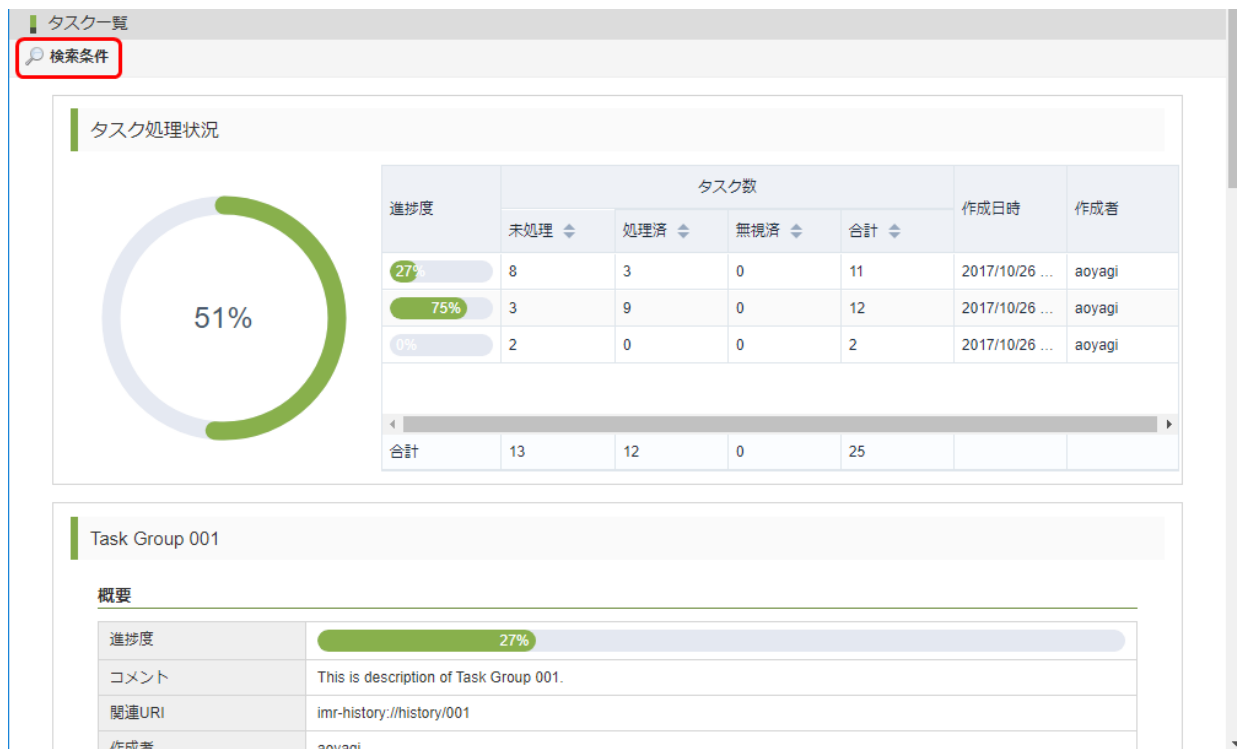 タスク一覧
検索条件
タスク処理状況
51%
進捗度 タスク数 作成日時 作成者
未処理 処理済 無視済 合計
27% 8 3 0 11 2017/10/26 ... aoyagi
75% 3 9 0 12 2017/10/26 ... aoyagi
0% 2 0 0 2 2017/10/26 ... aoyagi
合計 13 12 0 25
Task Group 001
概要
進捗度 27%
コメント This is description of Task Group 001.
関連URI imr-history://history/001
作成者 aoyagi